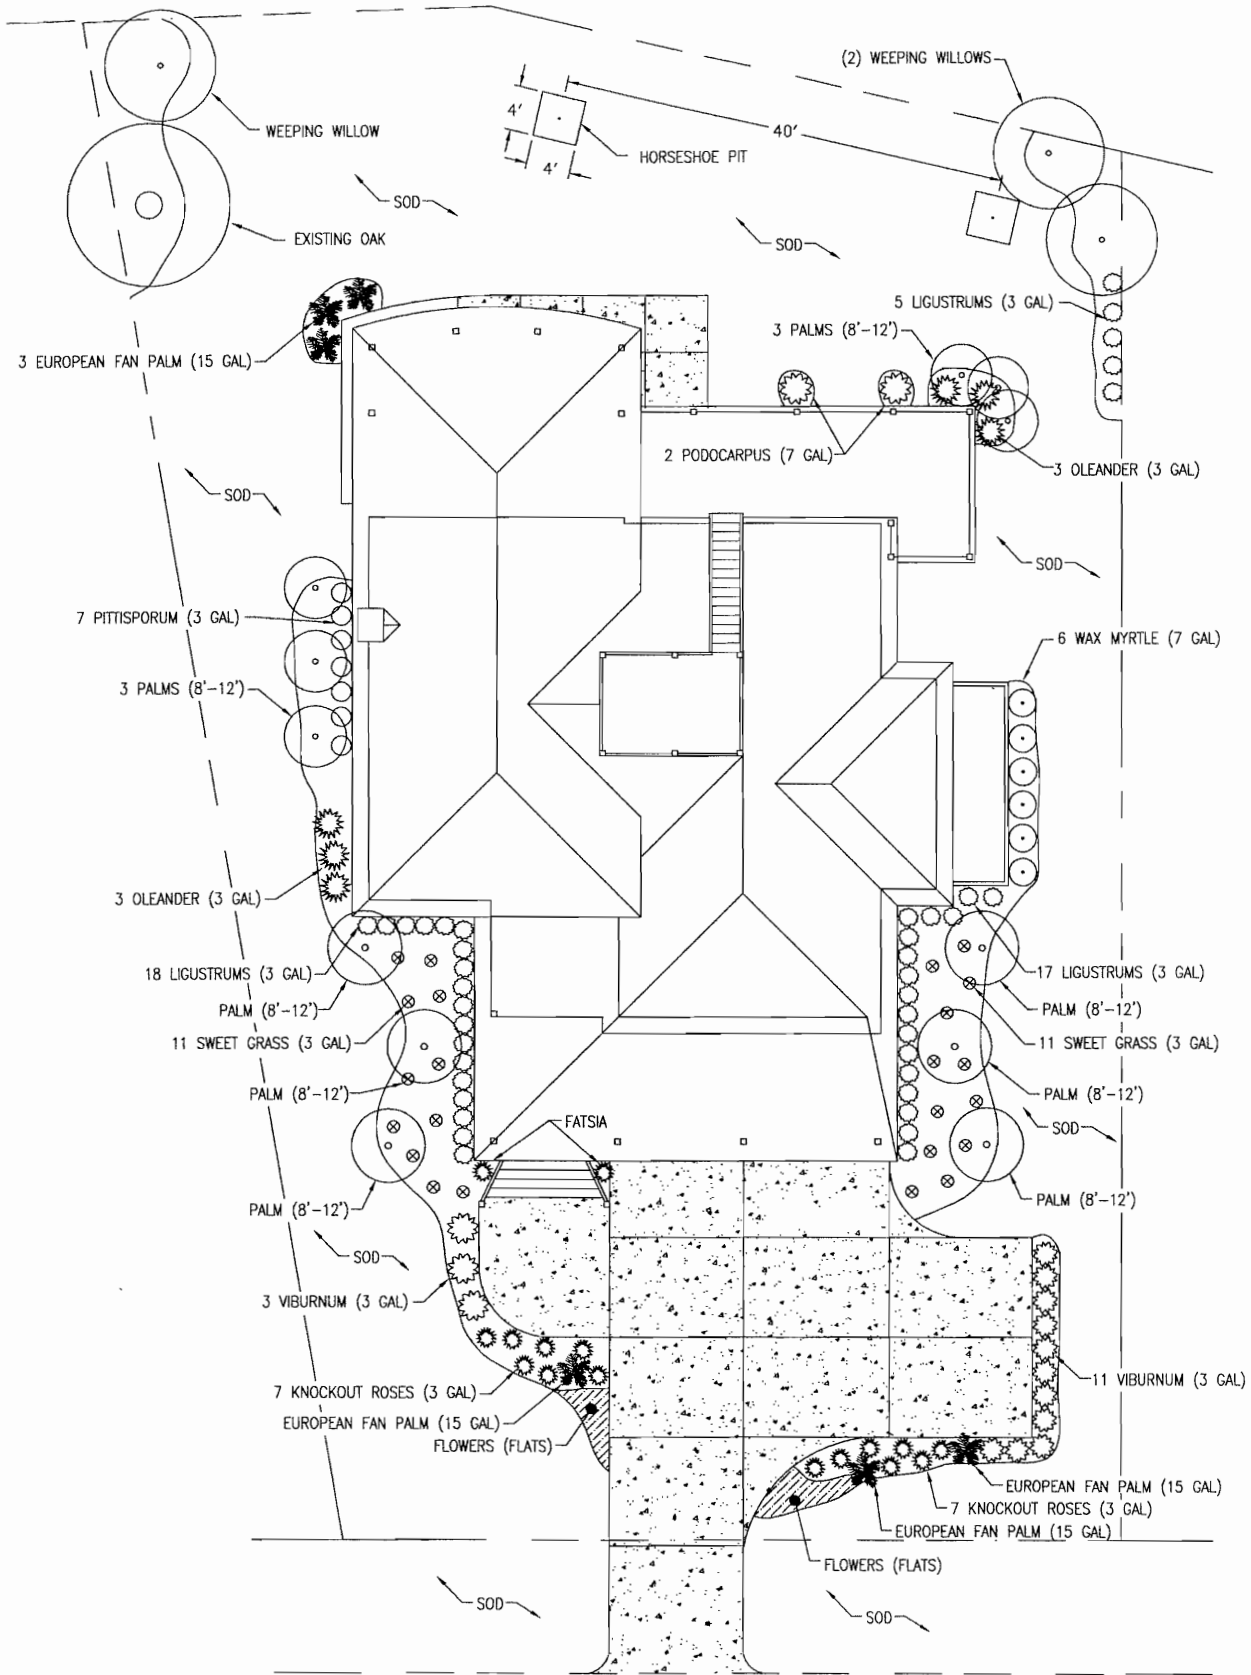 (2) WEEPING WILLOWS
4'
40'
WEEPING WILLOW
HORSESHOE PIT
4'
SOD
EXISTING OAK
SOD
5 LIGUSTRUMS (3 GAL)
3 PALMS (8'-12')
3 EUROPEAN FAN PALM (15 GAL)
2 PODOCARPUS (7 GAL)
3 OLEANDER (3 GAL)
SOD
SOD
7 PITTISPORUM (3 GAL)
6 WAX MYRTLE (7 GAL)
3 PALMS (8'-12')
3 OLEANDER (3 GAL)
18 LIGUSTRUMS (3 GAL)
17 LIGUSTRUMS (3 GAL)
PALM (8'-12')
PALM (8'-12')
11 SWEET GRASS (3 GAL)
11 SWEET GRASS (3 GAL)
PALM (8'-12')
PALM (8'-12')
FATSIA
SOD
PALM (8'-12')
PALM (8'-12')
SOD
3 VIBURNUM (3 GAL)
11 VIBURNUM (3 GAL)
7 KNOCKOUT ROSES (3 GAL)
EUROPEAN FAN PALM (15 GAL)
FLOWERS (FLATS)
EUROPEAN FAN PALM (15 GAL)
7 KNOCKOUT ROSES (3 GAL)
EUROPEAN FAN PALM (15 GAL)
FLOWERS (FLATS)
SOD
SOD